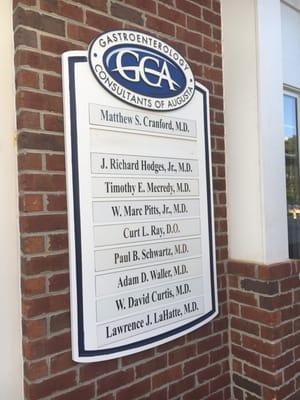 GASTROENTEROLOGY
GCA
CONSULTANTS OF AUGUSTA
Matthew S. Cranford, M.D.
J. Richard Hodges, Jr., M.D.
Timothy E. Mecredy, M.D.
W. Marc Pitts, Jr., M.D.
Curt L. Ray, D.O.
Paul B. Schwartz, M.D.
Adam D. Waller, M.D.
W. David Curtis, M.D.
Lawrence J. LaHatte, M.D.